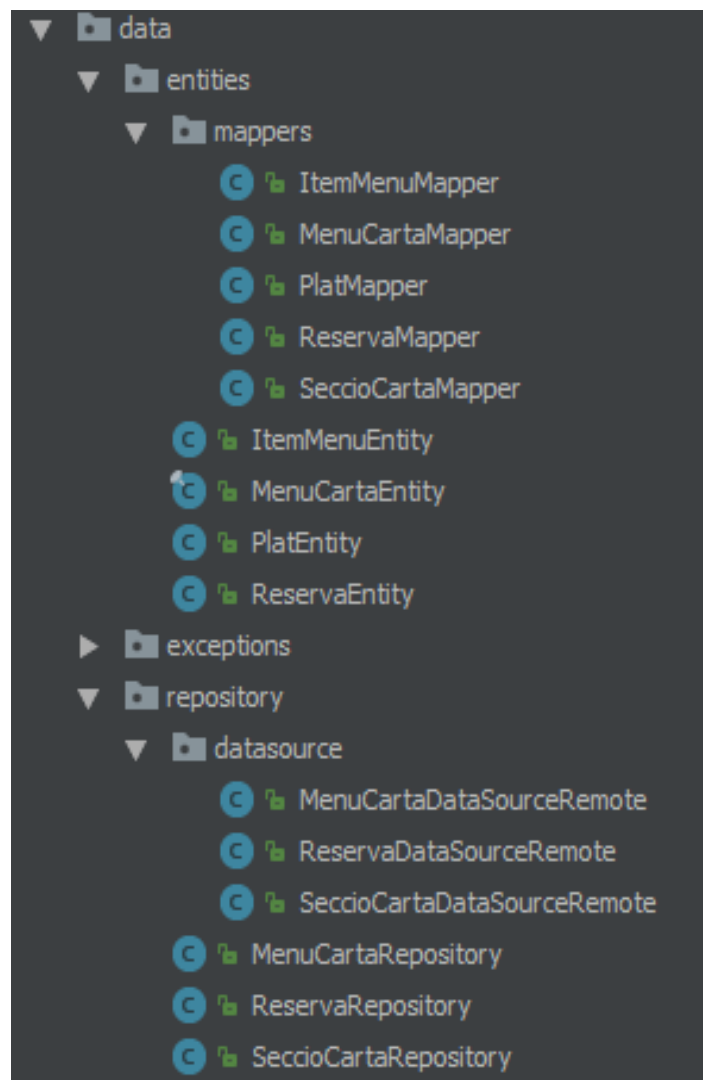 data
entities
mappers
C ItemMenuMapper
C MenuCartaMapper
C PlatMapper
C ReservaMapper
C SeccioCartaMapper
C ItemMenuEntity
C MenuCartaEntity
C PlatEntity
C ReservaEntity
exceptions
repository
datasource
C MenuCartaDataSourceRemote
C ReservaDataSourceRemote
C SeccioCartaDataSourceRemote
C MenuCartaRepository
C ReservaRepository
C SeccioCartaRepository